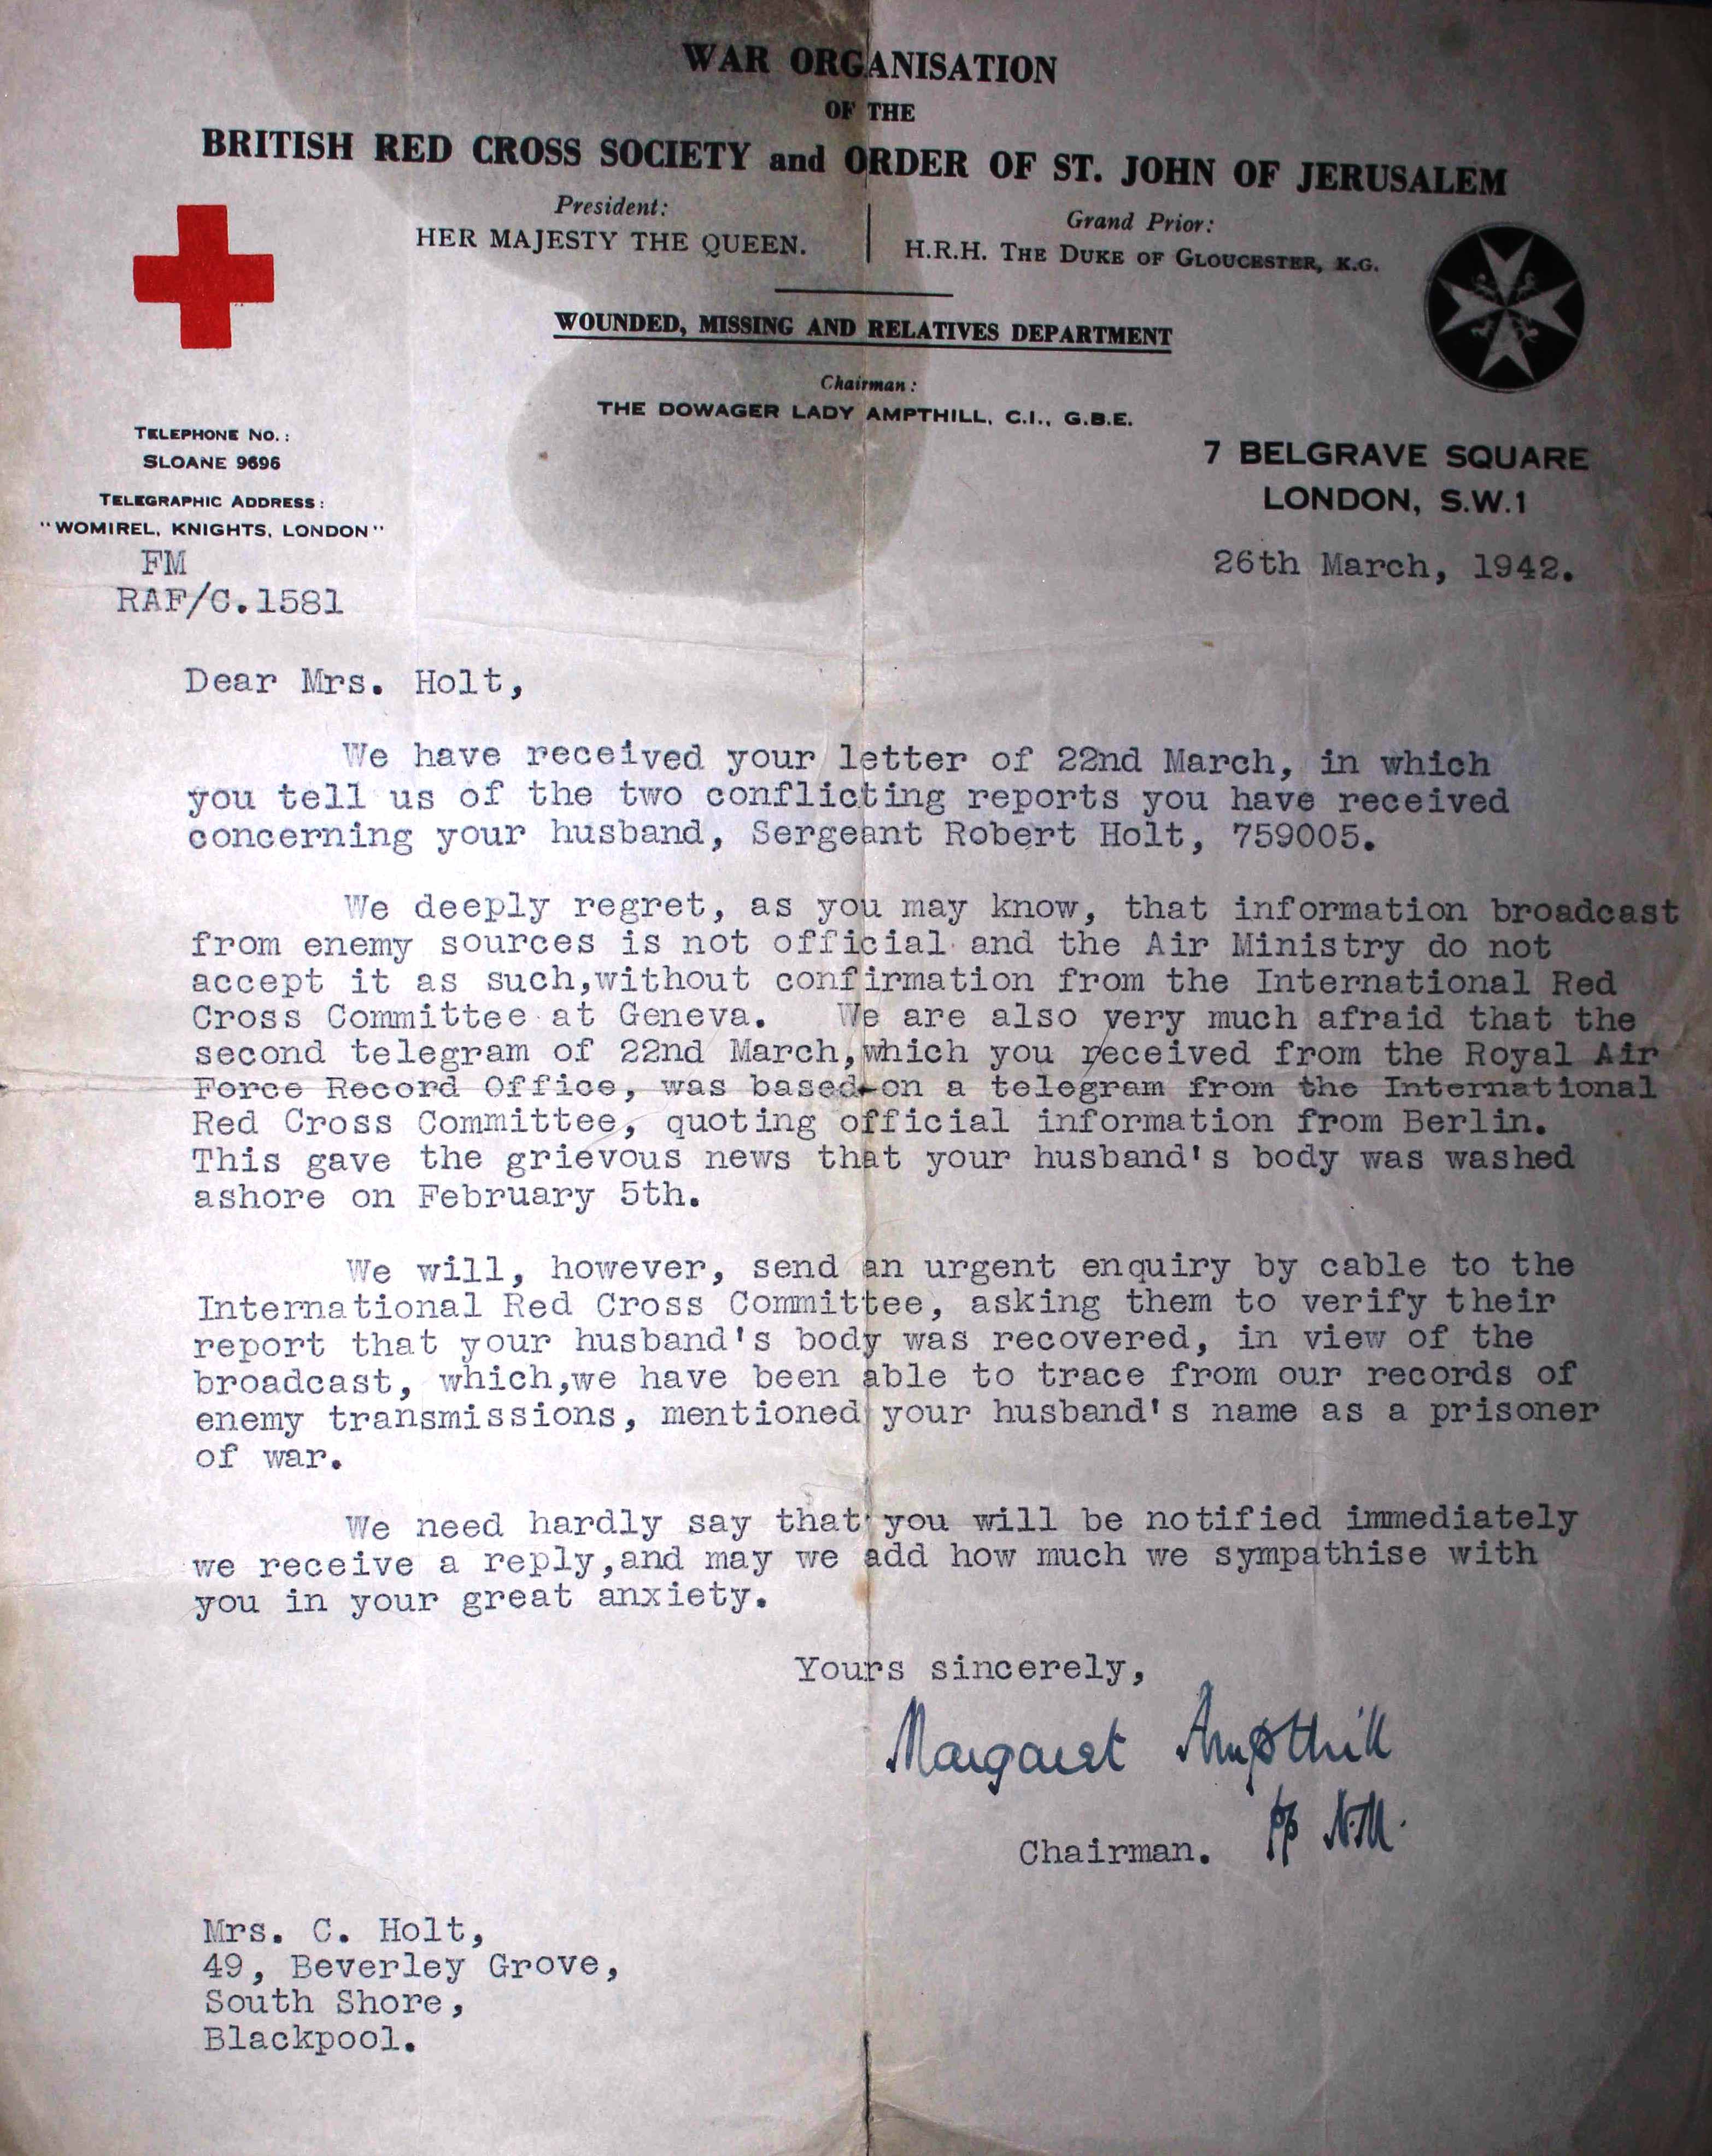 WAR ORGANISATION
OF THE
BRITISH RED CROSS SOCIETY and ORDER OF ST. JOHN OF JERUSALEM
President:
HER MAJESTY THE QUEEN.
Grand Prior:
H.R.H. THE DUKE OF GLOUCESTER, K.G.
WOUNDED, MISSING AND RELATIVES DEPARTMENT
Chairman:
THE DOWAGER LADY AMPTHILL, C.I., G.B.E.
TELEPHONE NO.:
SLOANE 9696
TELEGRAPHIC ADDRESS:
"WOMIREL, KNIGHTS, LONDON"
7 BELGRAVE SQUARE
LONDON, S.W.1
FM
RAF/C.1581
26th March, 1942.
Dear Mrs. Holt,
We have received your letter of 22nd March, in which
you tell us of the two conflicting reports you have received
concerning your husband, Sergeant Robert Holt, 759005.
We deeply regret, as you may know, that information broadcast
from enemy sources is not official and the Air Ministry do not
accept it as such,without confirmation from the International Red
Cross Committee at Geneva. We are also very much afraid that the
second telegram of 22nd March,which you received from the Royal Air
Force Record Office, was based on a telegram from the International
Red Cross Committee, quoting official information from Berlin.
This gave the grievous news that your husband's body was washed
ashore on February 5th.
We will, however, send an urgent enquiry by cable to the
International Red Cross Committee, asking them to verify their
report that your husband's body was recovered, in view of the
broadcast, which,we have been able to trace from our records of
enemy transmissions, mentioned your husband's name as a prisoner
of war.
We need hardly say that you will be notified immediately
we receive a reply,and may we add how much we sympathise with
you in your great anxiety.
Yours sincerely,
Margaret Ampthill
pp N.M.
Chairman.
Mrs. C. Holt,
49, Beverley Grove,
South Shore,
Blackpool.